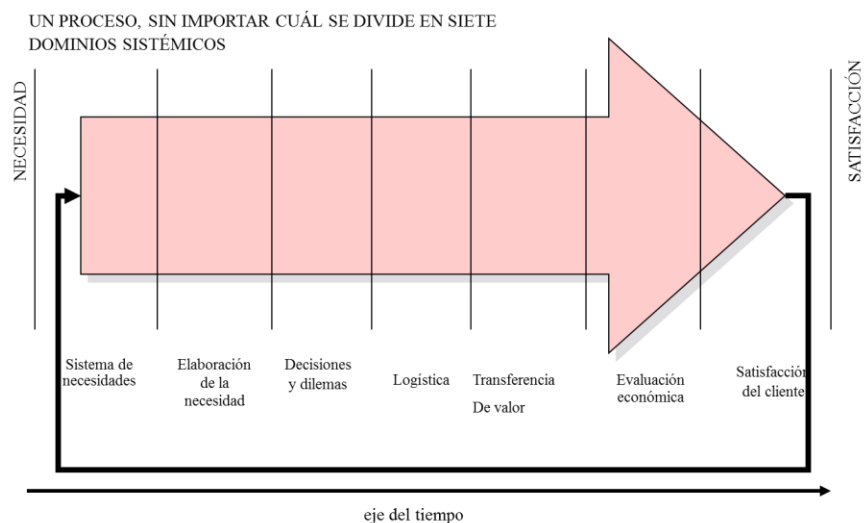 UN PROCESO, SIN IMPORTAR CUÁL SE DIVIDE EN SIETE
DOMINIOS SISTÉMICOS
NECESIDAD
SATISFACCIÓN
Sistema de
necesidades
Elaboración
de la
necesidad
Decisiones
y dilemas
Logística
Transferencia
De valor
Evaluación
económica
Satisfacción
del cliente
eje del tiempo